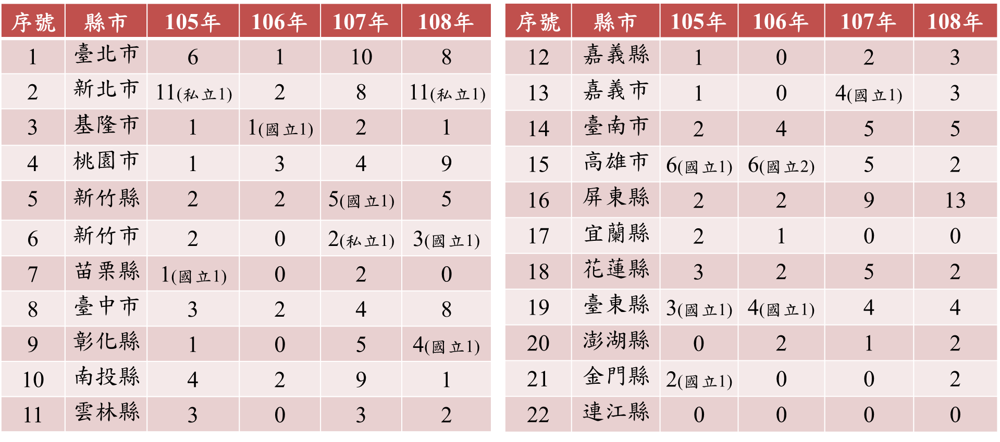 序號 縣市 105年 106年 107年 108年
1 臺北市 6 1 10 8
2 新北市 11(私立1) 2 8 11(私立1)
3 基隆市 1 1(國立1) 2 1
4 桃園市 1 3 4 9
5 新竹縣 2 2 5(國立1) 5
6 新竹市 2 0 2(私立1) 3(國立1)
7 苗栗縣 1(國立1) 0 2 0
8 臺中市 3 2 4 8
9 彰化縣 1 0 5 4(國立1)
10 南投縣 4 2 9 1
11 雲林縣 3 0 3 2
序號 縣市 105年 106年 107年 108年
12 嘉義縣 1 0 2 3
13 嘉義市 1 0 4(國立1) 3
14 臺南市 2 4 5 5
15 高雄市 6(國立1) 6(國立2) 5 2
16 屏東縣 2 2 9 13
17 宜蘭縣 2 1 0 0
18 花蓮縣 3 2 5 2
19 臺東縣 3(國立1) 4(國立1) 4 4
20 澎湖縣 0 2 1 2
21 金門縣 2(國立1) 0 0 2
22 連江縣 0 0 0 0